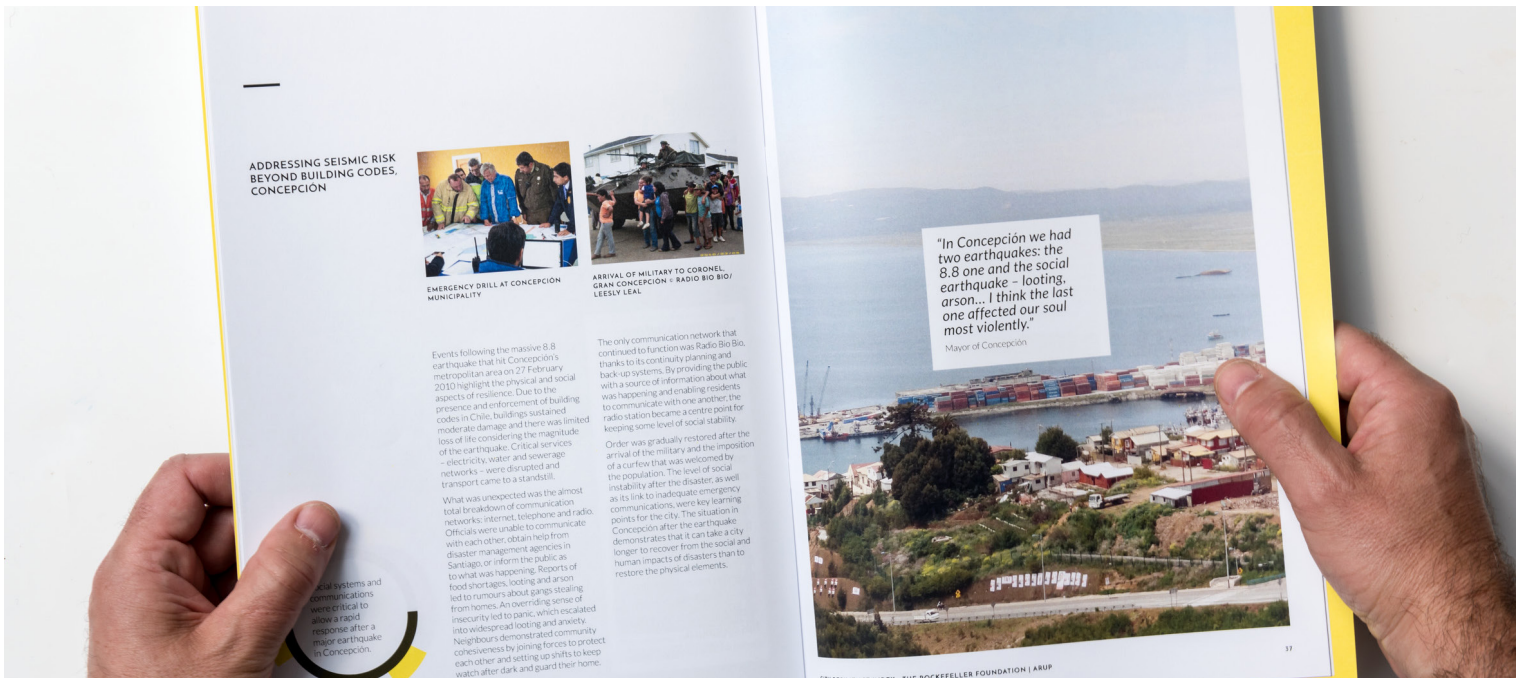 ADDRESSING SEISMIC RISK
BEYOND BUILDING CODES,
CONCEPCIÓN
EMERGENCY DRILL AT CONCEPCIÓN
MUNICIPALITY
ARRIVAL OF MILITARY TO CORONEL,
GRAN CONCEPCIÓN © RADIO BIO BIO/
LEESLY LEAL
Events following the massive 8.8
earthquake that hit Concepción's
metropolitan area on 27 February
2010 highlight the physical and social
aspects of resilience. Due to the
presence and enforcement of building
codes in Chile, buildings sustained
moderate damage and there was limited
loss of life considering the magnitude
of the earthquake. Critical services
– electricity, water and sewerage
networks – were disrupted and
transport came to a standstill.
What was unexpected was the almost
total breakdown of communication
networks: internet, telephone and radio.
Officials were unable to communicate
with each other, obtain help from
disaster management agencies in
Santiago, or inform the public as
to what was happening. Reports of
food shortages, looting and arson
led to rumours about gangs stealing
from homes. An overriding sense of
insecurity led to panic, which escalated
into widespread looting and anxiety.
Neighbours demonstrated community
cohesiveness by joining forces to protect
each other and setting up shifts to keep
watch after dark and guard their home.
The only communication network that
continued to function was Radio Bio Bio,
thanks to its continuity planning and
back-up systems. By providing the public
with a source of information about what
was happening and enabling residents
to communicate with one another, the
radio station became a centre point for
keeping some level of social stability.
Order was gradually restored after the
arrival of the military and the imposition
of a curfew that was welcomed by
the population. The level of social
instability after the disaster, as well
as its link to inadequate emergency
communications, were key learning
points for the city. The situation in
Concepción after the earthquake
demonstrates that it can take a city
longer to recover from the social and
human impacts of disasters than to
restore the physical elements.
systems and
communications
were critical to
allow a rapid
response after a
major earthquake
in Concepción.
"In Concepción we had
two earthquakes: the
8.8 one and the social
earthquake – looting,
arson... I think the last
one affected our soul
most violently."
Mayor of Concepción
THE ROCKEFELLER FOUNDATION | ARUP
37